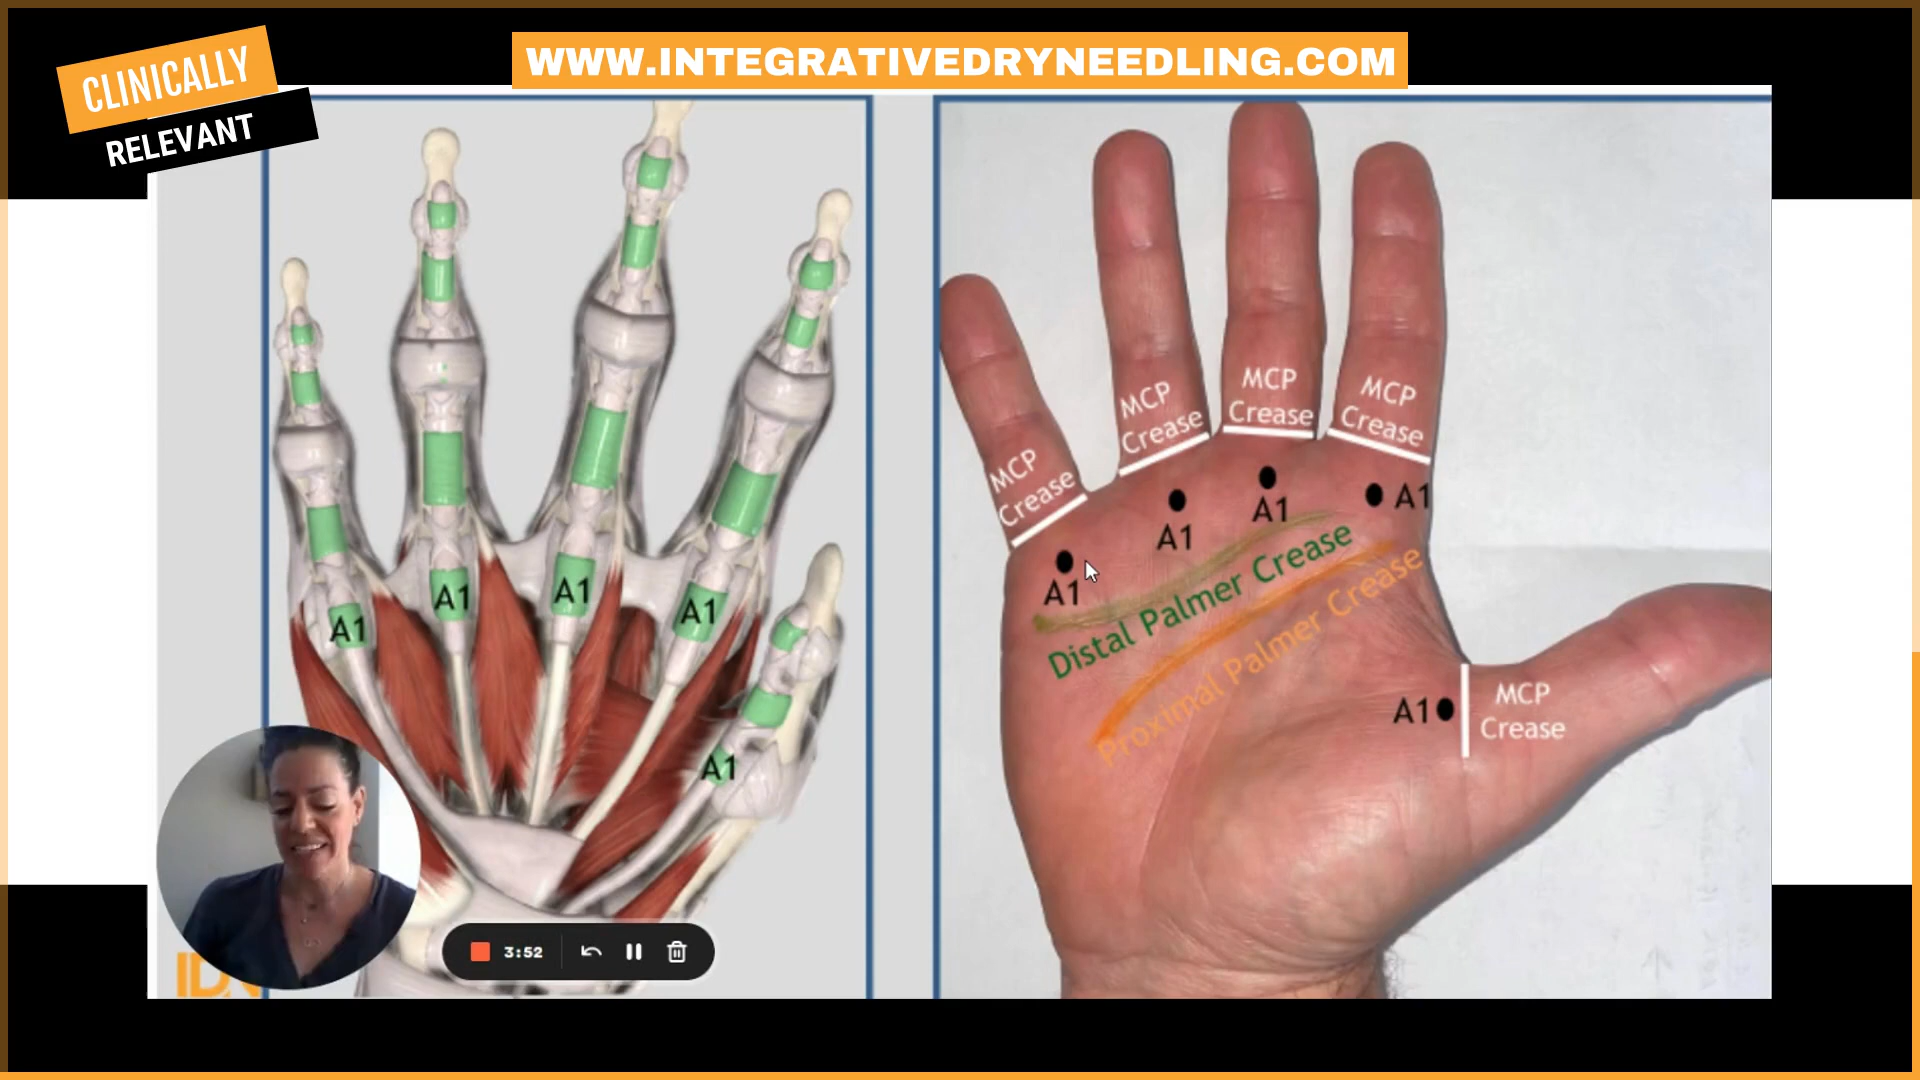 WWW.INTEGRATIVEDRYNEEDLING.COM
CLINICALLY
RELEVANT
A1
A1
A1
A1
A1
MCP
Crease
MCP
Crease
MCP
Crease
MCP
Crease
A1
A1
A1
A1
Distal Palmer Crease
Proximal Palmer Crease
A1
MCP
Crease
3:52